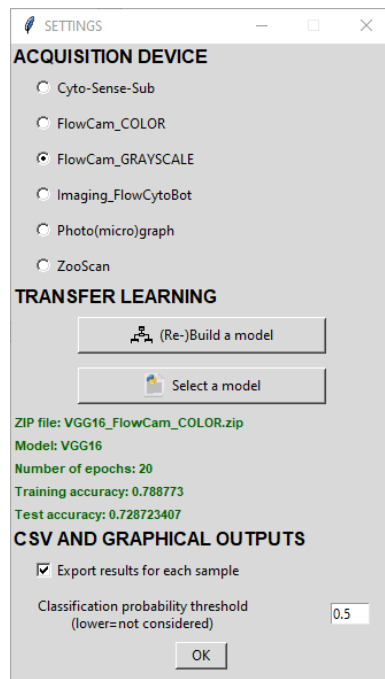 SETTINGS
ACQUISITION DEVICE
Cyto-Sense-Sub
FlowCam_COLOR
FlowCam_GRAYSCALE
Imaging_FlowCytoBot
Photo(micro)graph
ZooScan
TRANSFER LEARNING
(Re-)Build a model
Select a model
ZIP file: VGG16_FlowCam_COLOR.zip
Model: VGG16
Number of epochs: 20
Training accuracy: 0.788773
Test accuracy: 0.728723407
CSV AND GRAPHICAL OUTPUTS
Export results for each sample
Classification probability threshold
(lower=not considered)
0.5
OK